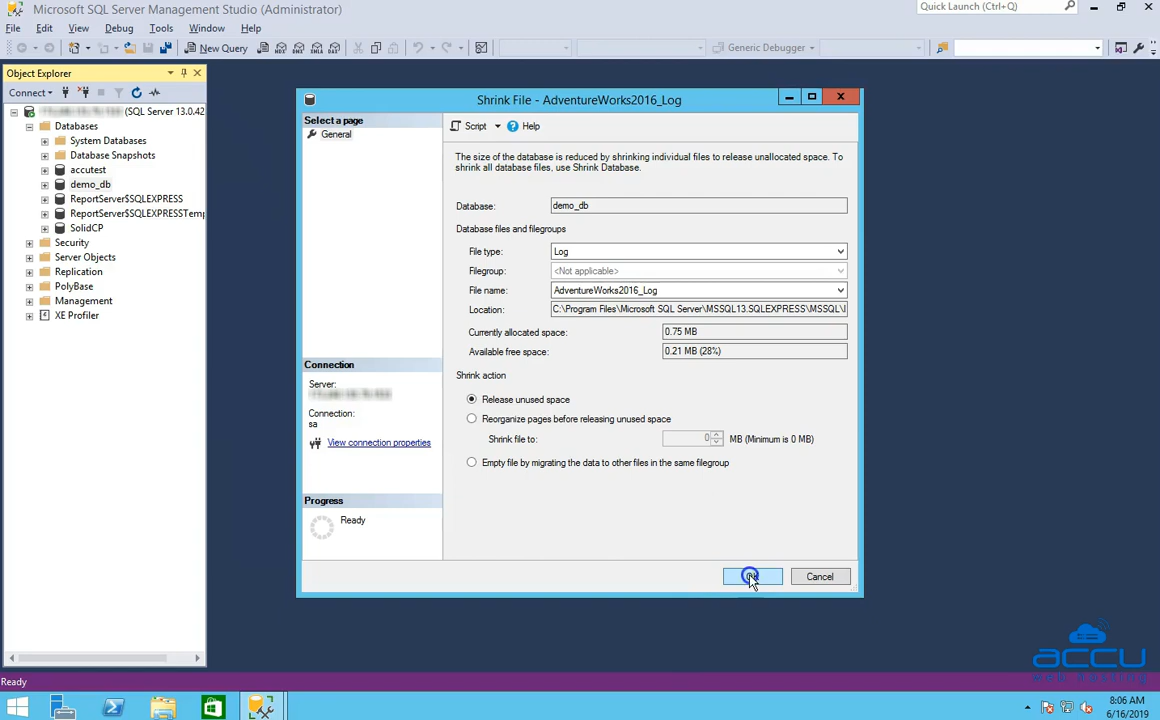 Microsoft SQL Server Management Studio (Administrator)
Quick Launch (Ctrl+Q)
File Edit View Debug Tools Window Help
New Query
Generic Debugger
Object Explorer
Connect
(SQL Server 13.0.42
Databases
System Databases
Database Snapshots
accutest
demo_db
ReportServer$SQLEXPRESS
ReportServer$SQLEXPRESSTemp
SolidCP
Security
Server Objects
Replication
PolyBase
Management
XE Profiler
Shrink File - AdventureWorks2016_Log
Select a page
General
Connection
Server:
Connection:
sa
View connection properties
Progress
Ready
Script Help
The size of the database is reduced by shrinking individual files to release unallocated space. To
shrink all database files, use Shrink Database.
Database: demo_db
Database files and filegroups
File type: Log
Filegroup: <Not applicable>
File name: AdventureWorks2016_Log
Location: C:\Program Files\Microsoft SQL Server\MSSQL13.SQLEXPRESS\MSSQL\
Currently allocated space: 0.75 MB
Available free space: 0.21 MB (28%)
Shrink action
Release unused space
Reorganize pages before releasing unused space
Shrink file to: 0 MB (Minimum is 0 MB)
Empty file by migrating the data to other files in the same filegroup
Cancel
accu
web hosting
Ready
8:06 AM
6/16/2019